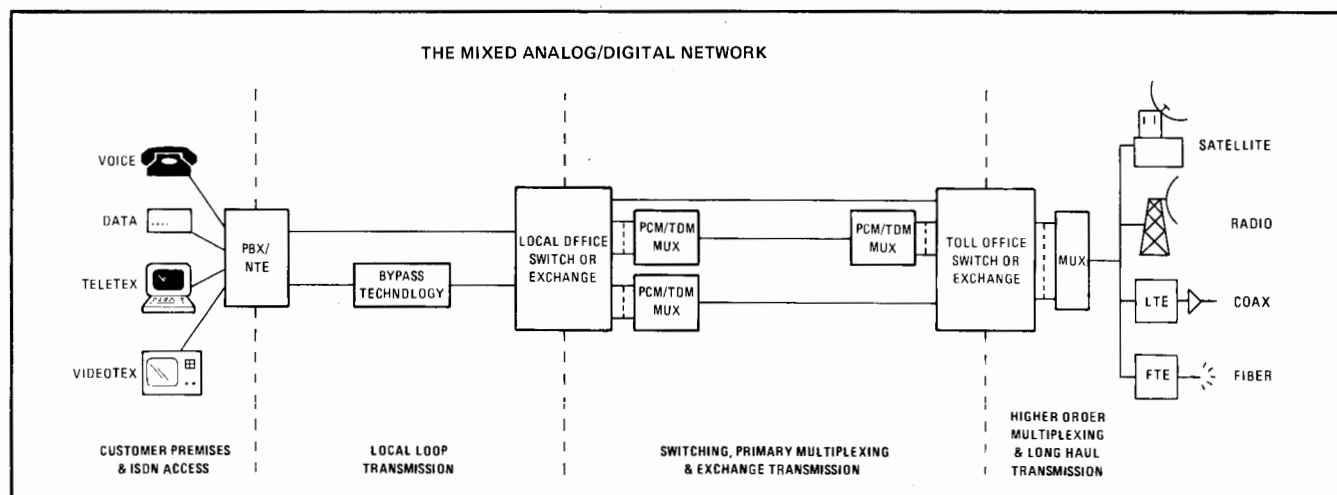 THE MIXED ANALOG/DIGITAL NETWORK
VOICE
DATA
TELETEX
VIDEOTEX
PBX/
NTE
BYPASS
TECHNOLOGY
LOCAL OFFICE
SWITCH OR
EXCHANGE
PCM/TDM
MUX
PCM/TDM
MUX
PCM/TDM
MUX
TOLL OFFICE
SWITCH OR
EXCHANGE
MUX
LTE
FTE
SATELLITE
RADIO
COAX
FIBER
CUSTOMER PREMISES
& ISDN ACCESS
LOCAL LOOP
TRANSMISSION
SWITCHING, PRIMARY MULTIPLEXING
& EXCHANGE TRANSMISSION
HIGHER ORDER
MULTIPLEXING
& LONG HAUL
TRANSMISSION